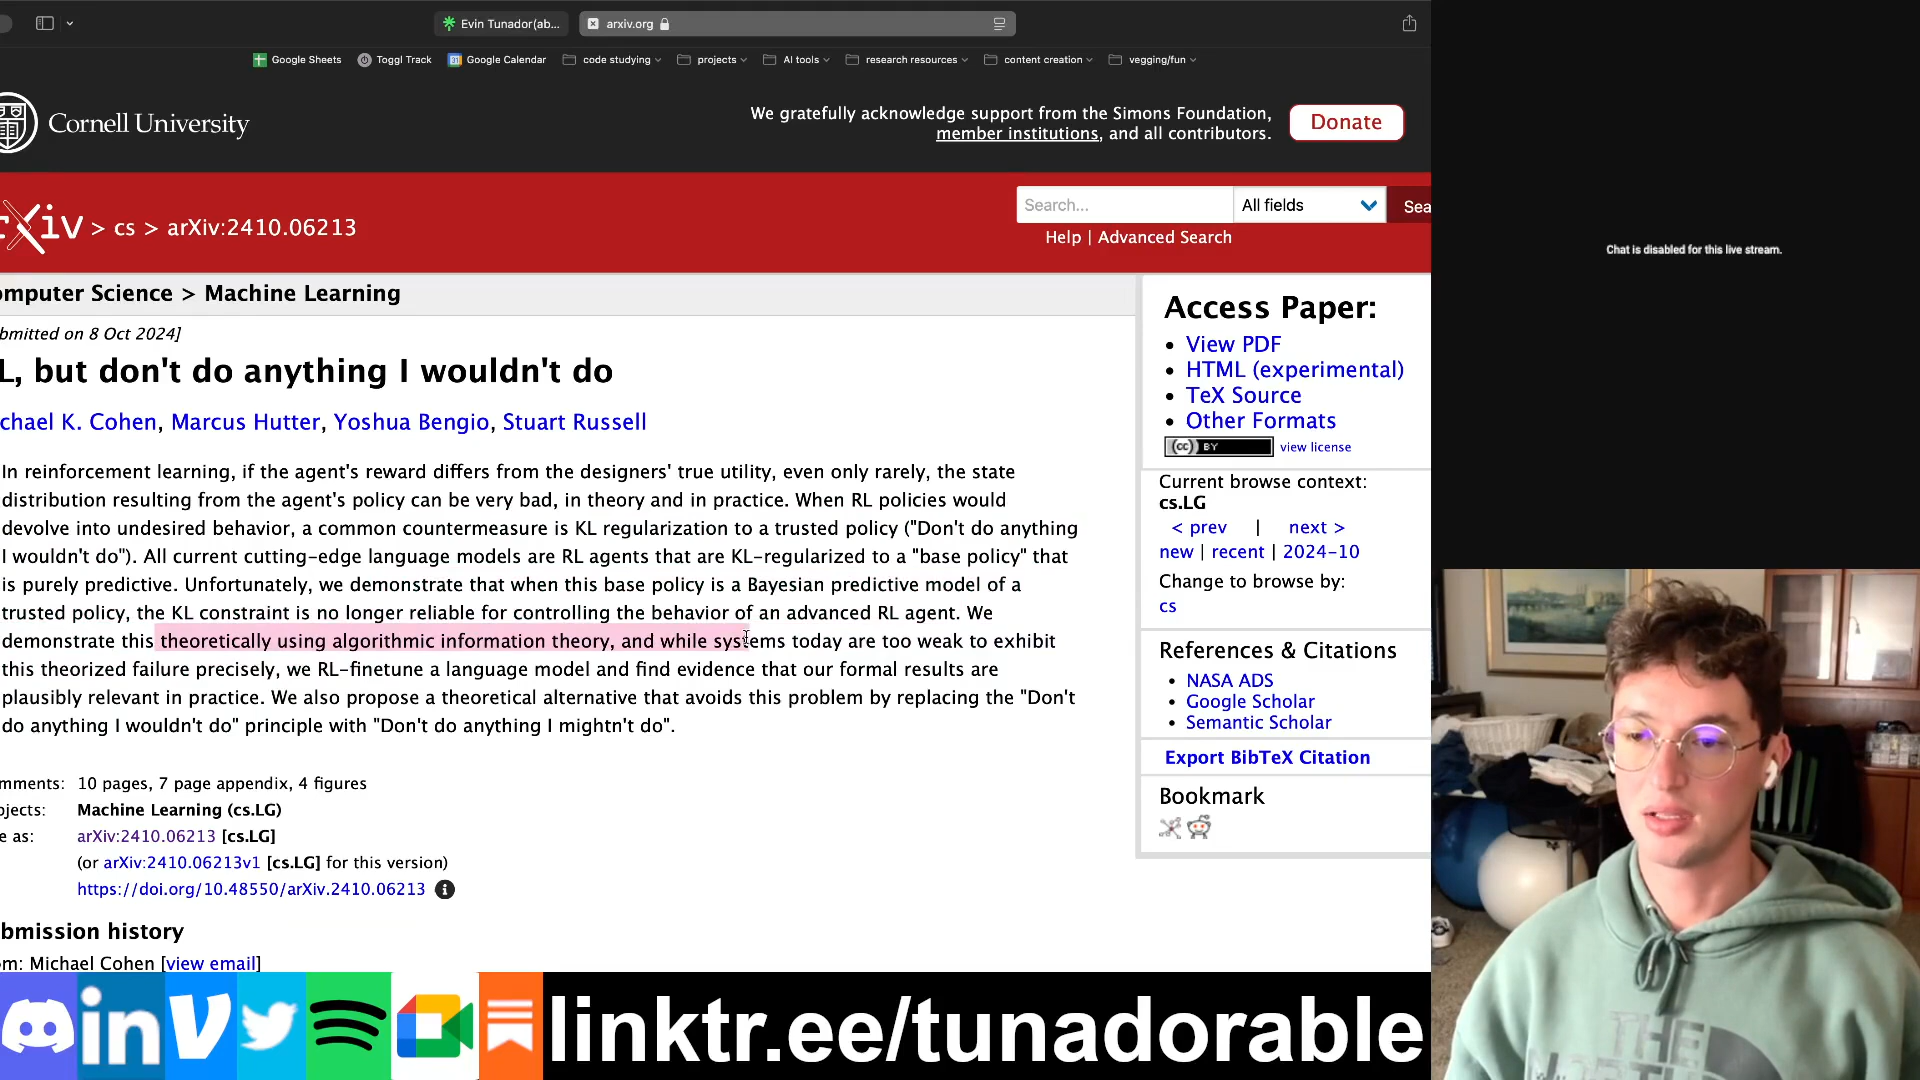 Evin Tunador(ab...
arxiv.org
Google Sheets
Toggl Track
Google Calendar
code studying
projects
AI tools
research resources
content creation
vegging/fun
Cornell University
We gratefully acknowledge support from the Simons Foundation,
member institutions, and all contributors.
Donate
rXiv > cs > arXiv:2410.06213
Search...
All fields
Sea
Help | Advanced Search
omputer Science > Machine Learning
bmitted on 8 Oct 2024]
L, but don't do anything I wouldn't do
chael K. Cohen, Marcus Hutter, Yoshua Bengio, Stuart Russell
In reinforcement learning, if the agent's reward differs from the designers' true utility, even only rarely, the state
distribution resulting from the agent's policy can be very bad, in theory and in practice. When RL policies would
devolve into undesired behavior, a common countermeasure is KL regularization to a trusted policy ("Don't do anything
I wouldn't do"). All current cutting-edge language models are RL agents that are KL-regularized to a "base policy" that
is purely predictive. Unfortunately, we demonstrate that when this base policy is a Bayesian predictive model of a
trusted policy, the KL constraint is no longer reliable for controlling the behavior of an advanced RL agent. We
demonstrate this theoretically using algorithmic information theory, and while systems today are too weak to exhibit
this theorized failure precisely, we RL-finetune a language model and find evidence that our formal results are
plausibly relevant in practice. We also propose a theoretical alternative that avoids this problem by replacing the "Don't
do anything I wouldn't do" principle with "Don't do anything I mightn't do".
mments: 10 pages, 7 page appendix, 4 figures
bjects: Machine Learning (cs.LG)
e as: arXiv:2410.06213 [cs.LG]
(or arXiv:2410.06213v1 [cs.LG] for this version)
https://doi.org/10.48550/arXiv.2410.06213
bmission history
om: Michael Cohen [view email]
Access Paper:
View PDF
HTML (experimental)
TeX Source
Other Formats
(cc) BY view license
Current browse context:
cs.LG
< prev | next >
new | recent | 2024-10
Change to browse by:
cs
References & Citations
NASA ADS
Google Scholar
Semantic Scholar
Export BibTeX Citation
Bookmark
Chat is disabled for this live stream.
THE
in
linktr.ee/tunadorable